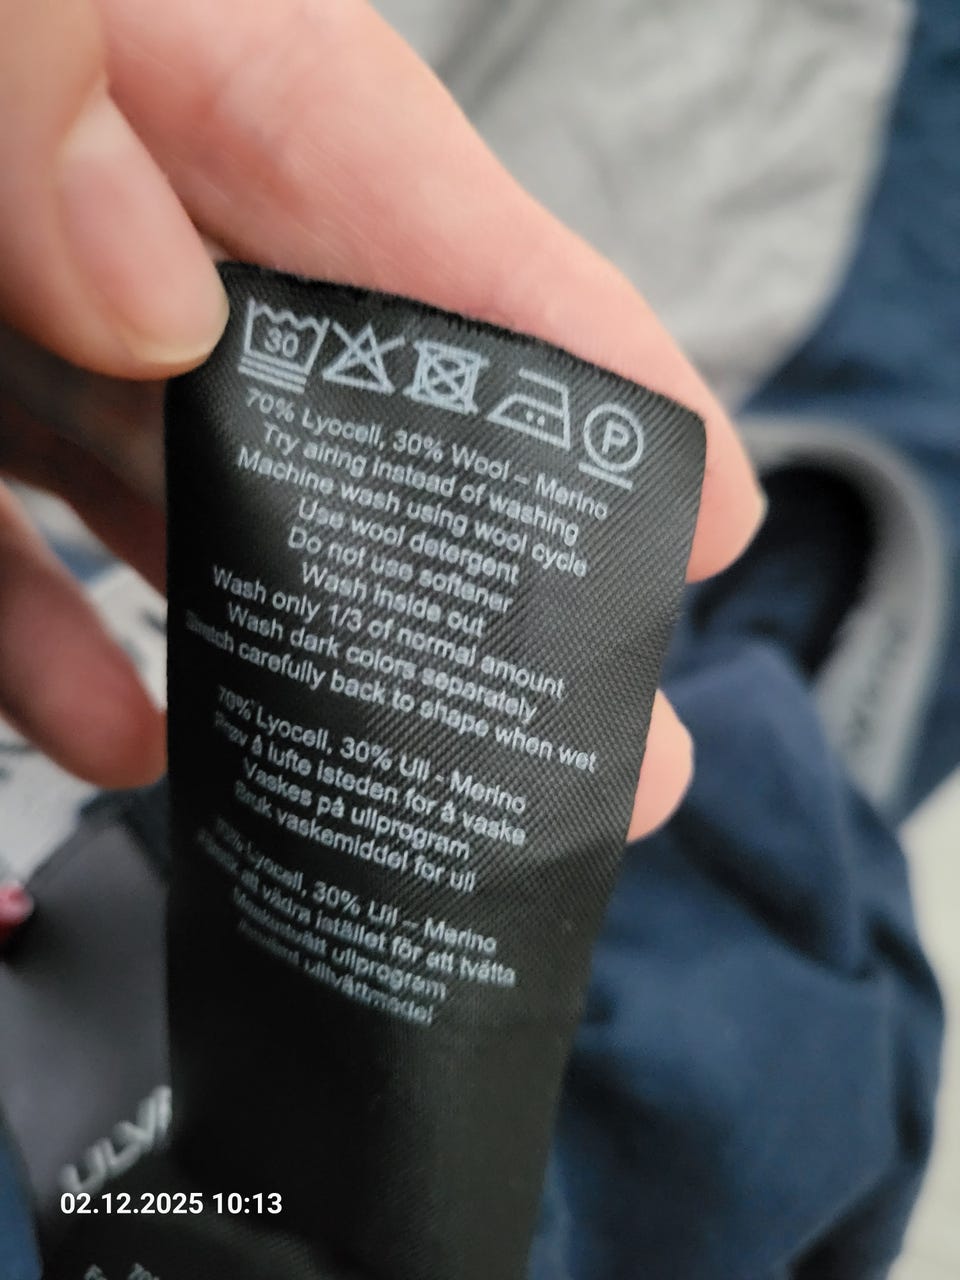 30
P
70% Lyocell, 30% Wool – Merino
Try airing instead of washing
Machine wash using wool cycle
Use wool detergent
Do not use softener
Wash inside out
Wash only 1/3 of normal amount
Wash dark colors separately
Stretch carefully back to shape when wet
70% Lyocell, 30% Ull - Merino
Prøv å lufte isteden for å vaske
Vaskes på ullprogram
Bruk vaskemiddel for ull
70% Lyocell, 30% Ull – Merino
att vädra istället för att tvätta
Maskintvätt ullprogram
ullvättmedel
02.12.2025 10:13